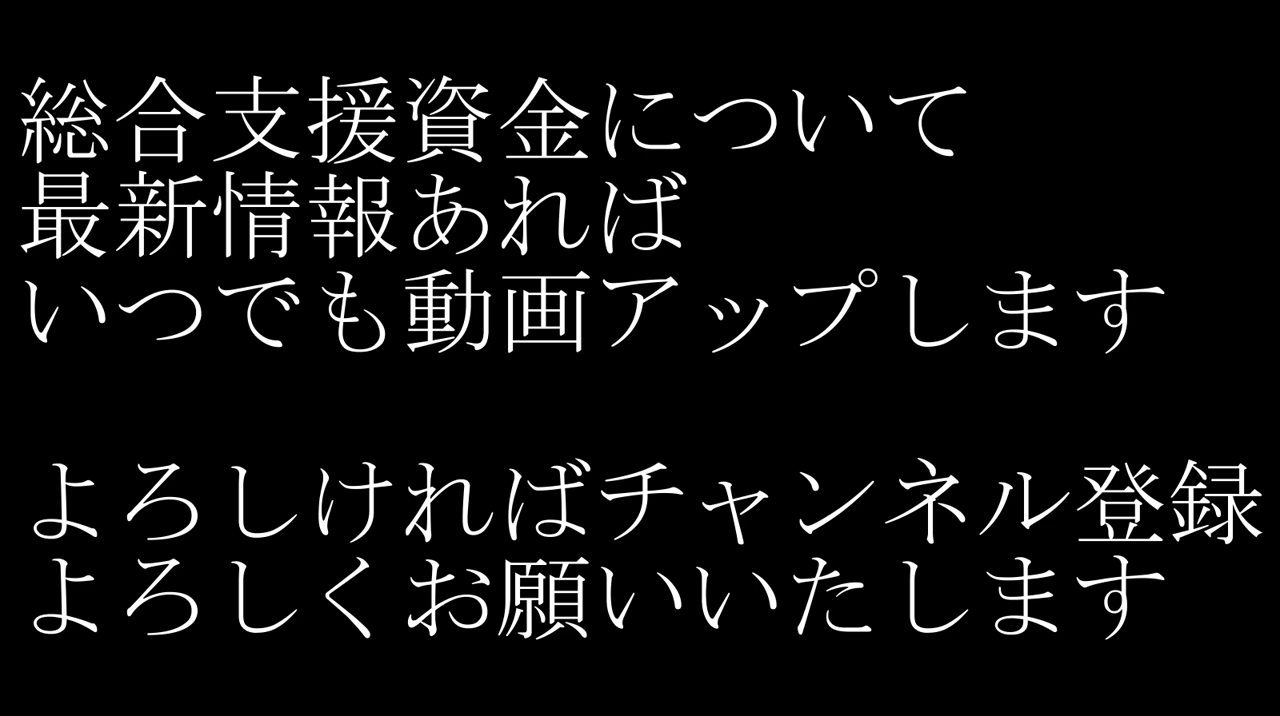 総合支援資金について
最新情報あれば
いつでも動画アップします
よろしければチャンネル登録
よろしくお願いいたします